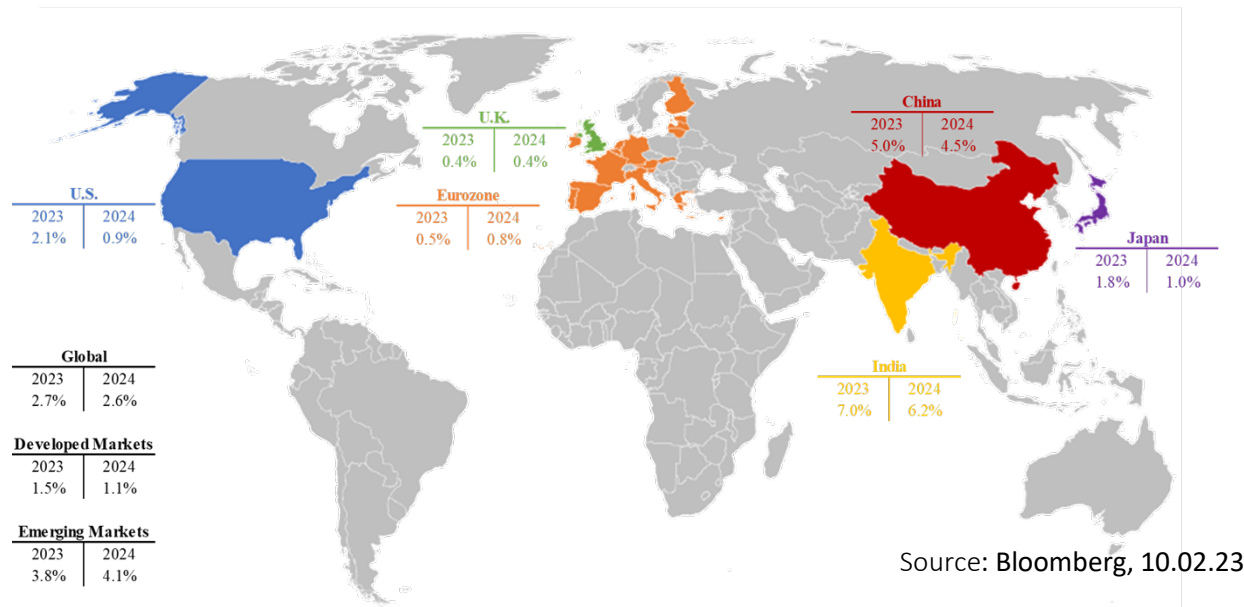 China
2023 2024
5.0% 4.5%
U.K.
2023 2024
0.4% 0.4%
U.S.
2023 2024
2.1% 0.9%
Eurozone
2023 2024
0.5% 0.8%
Japan
2023 2024
1.8% 1.0%
Global
2023 2024
2.7% 2.6%
India
2023 2024
7.0% 6.2%
Developed Markets
2023 2024
1.5% 1.1%
Emerging Markets
2023 2024
3.8% 4.1%
Source: Bloomberg, 10.02.23